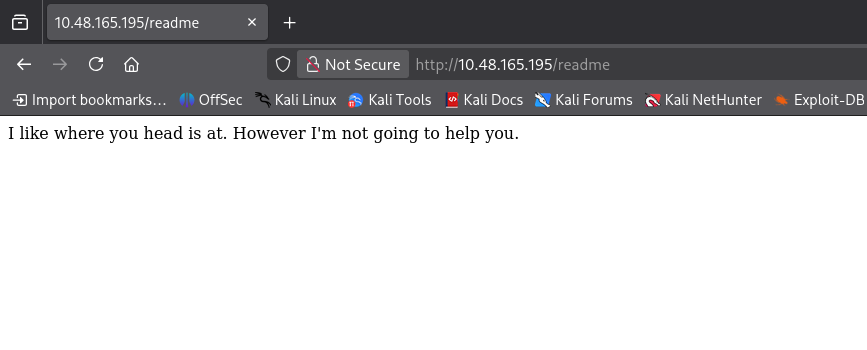 10.48.165.195/readme
Not Secure http://10.48.165.195/readme
Import bookmarks... OffSec Kali Linux Kali Tools Kali Docs Kali Forums Kali NetHunter Exploit-DB
I like where you head is at. However I'm not going to help you.